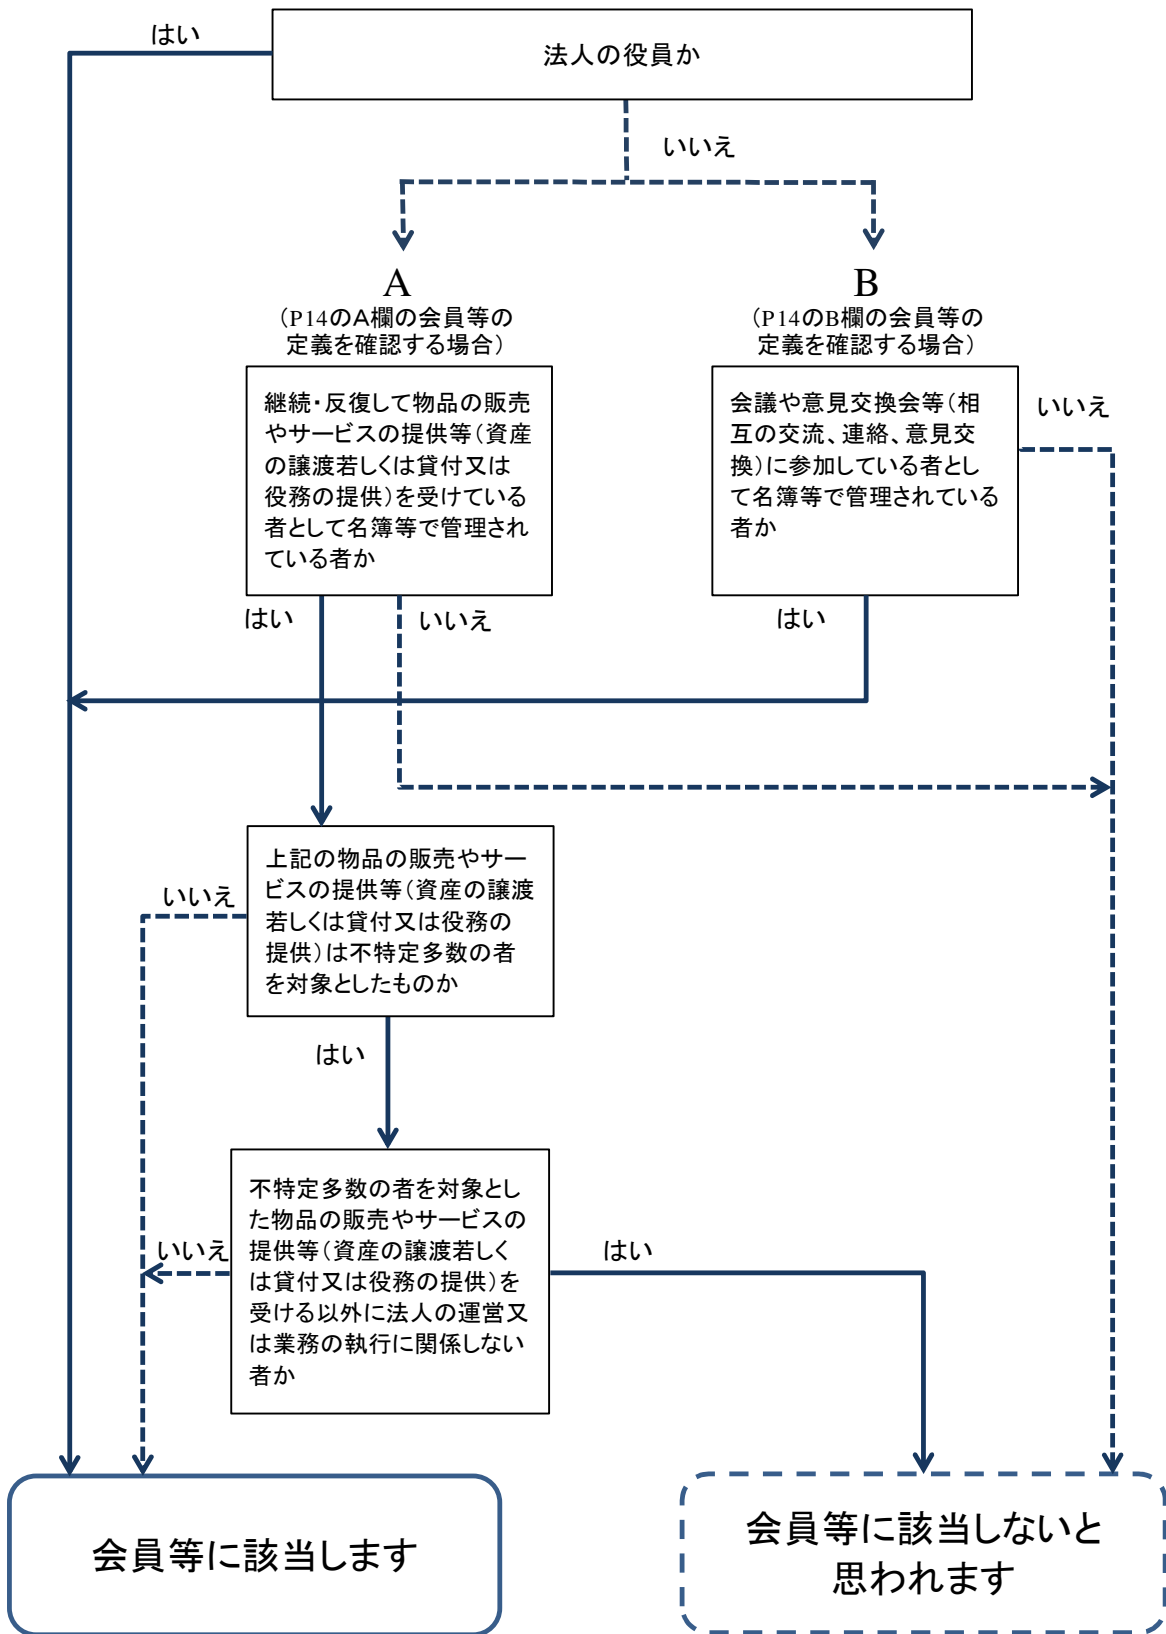 はい
法人の役員か
いいえ
A
(P14のA欄の会員等の
定義を確認する場合)
B
(P14のB欄の会員等の
定義を確認する場合)
継続・反復して物品の販売
やサービスの提供等(資産
の譲渡若しくは貸付又は
役務の提供)を受けている
者として名簿等で管理され
ている者か
会議や意見交換会等(相
互の交流、連絡、意見交
換)に参加している者とし
て名簿等で管理されている
者か
いいえ
はい
いいえ
はい
上記の物品の販売やサー
ビスの提供等(資産の譲渡
若しくは貸付又は役務の
提供)は不特定多数の者
を対象としたものか
いいえ
はい
不特定多数の者を対象とし
た物品の販売やサービスの
提供等(資産の譲渡若しく
は貸付又は役務の提供)を
受ける以外に法人の運営又
は業務の執行に関係しない
者か
いいえ
はい
会員等に該当します
会員等に該当しないと
思われます